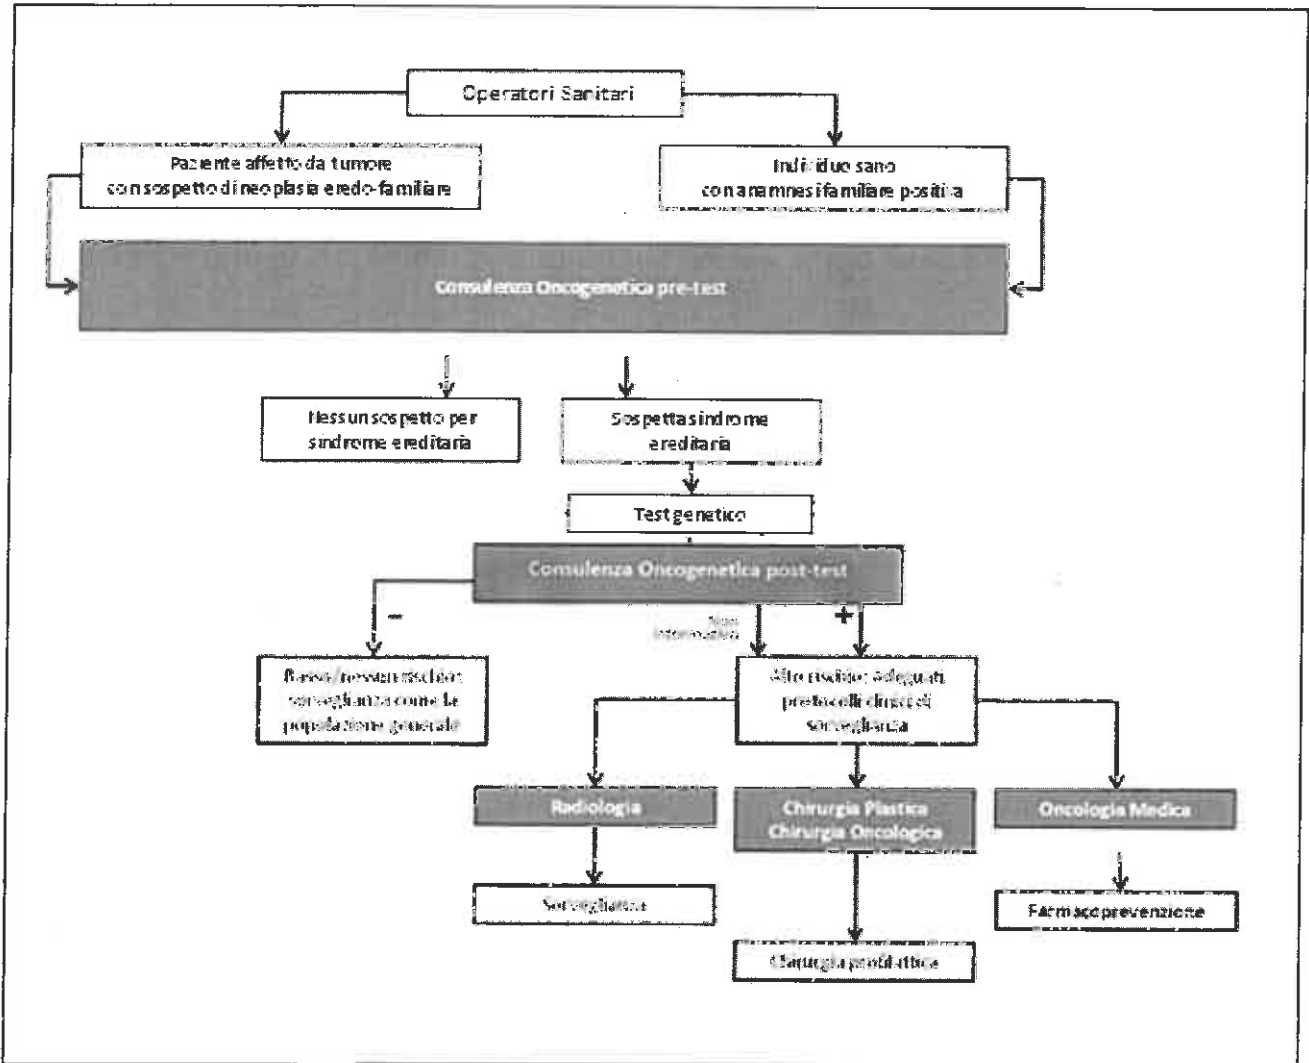 Operatori Sanitari
Paziente affetto da tumore
con sospetto di neoplasia eredo-familiare
Individuo sano
con anamnesi familiare positiva
Consulenza Oncogenetica pre-test
Nessun sospetto per
sindrome ereditaria
Sospetta sindrome
ereditaria
Test genetico
Consulenza Oncogenetica post-test
-
Non
informativo
+
Basso/nessun rischio:
sorveglianza come la
popolazione generale
Alto rischio: adeguati
protocolli clinici di
sorveglianza
Radiologia
Chirurgia Plastica
Chirurgia Oncologica
Oncologia Medica
Sorveglianza
Farmacoprevenzione
Chirurgia profilattica